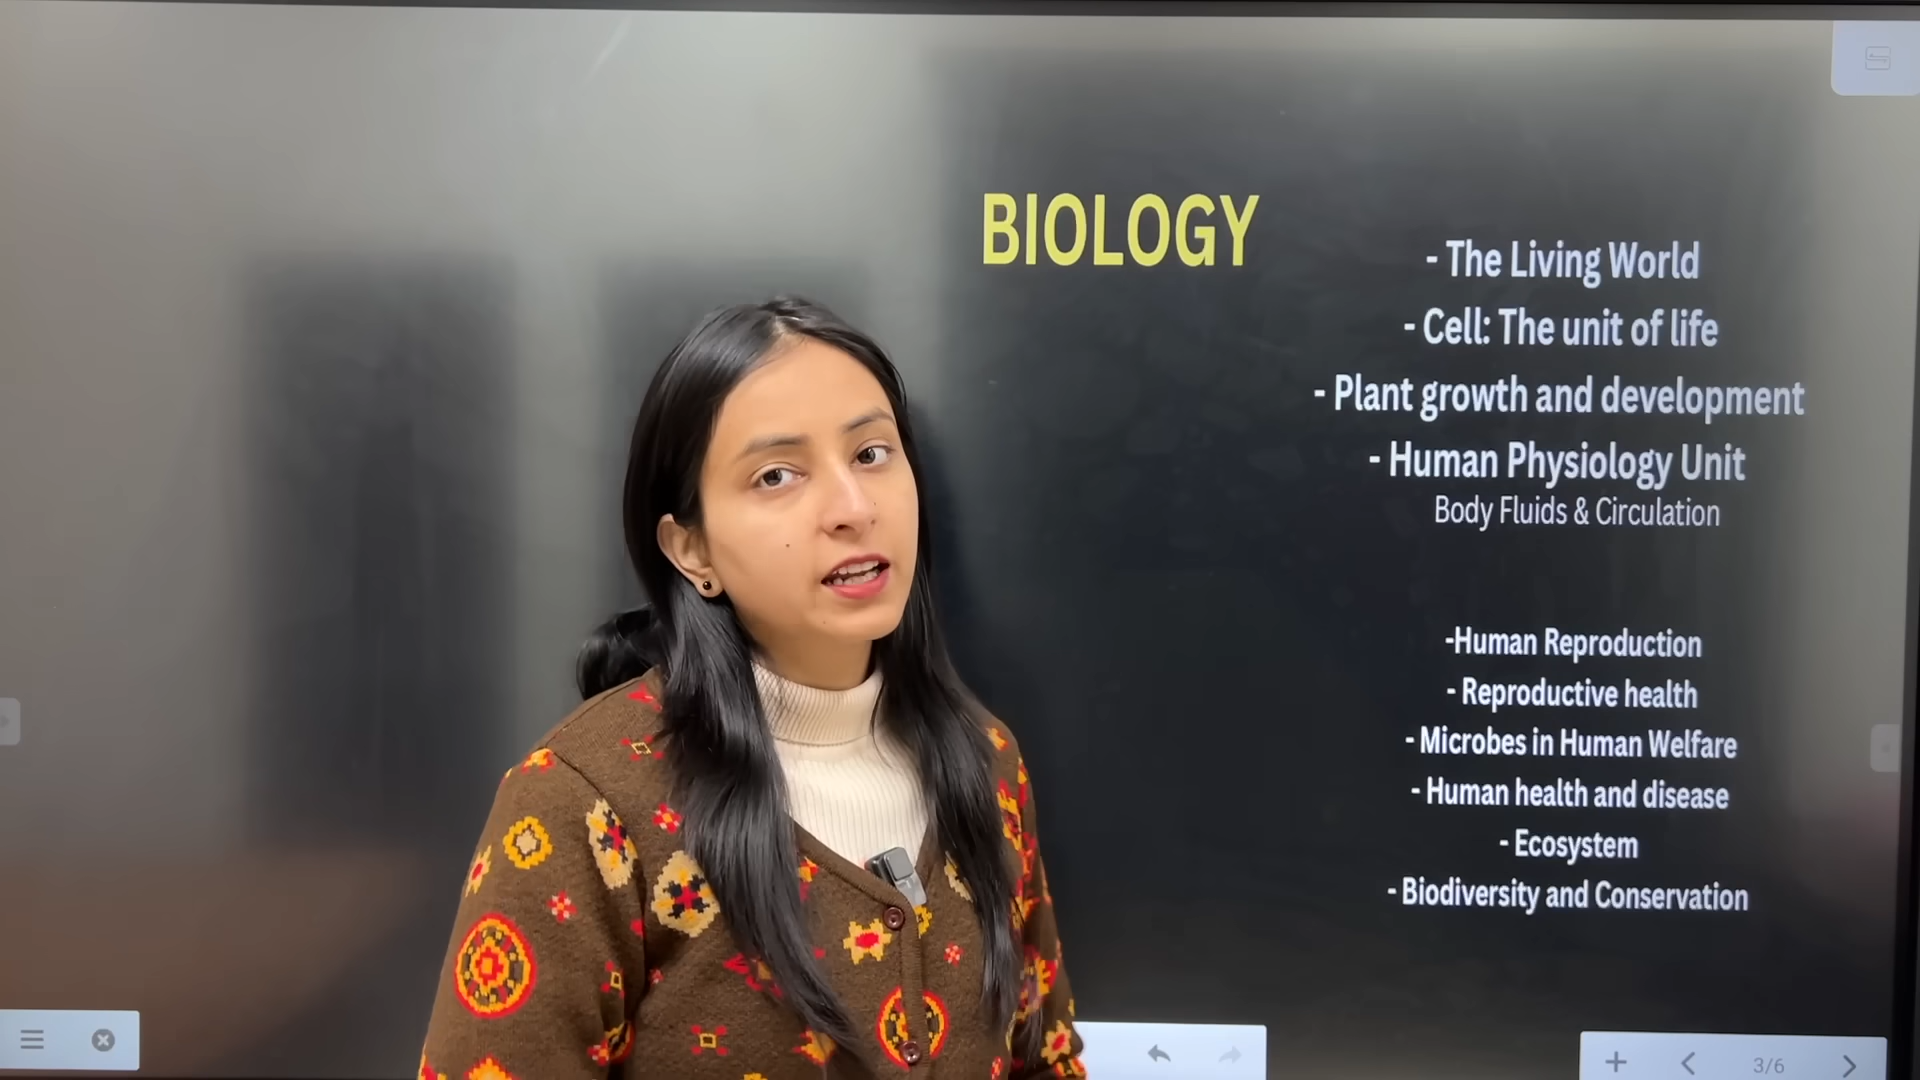 BIOLOGY
- The Living World
- Cell: The unit of life
- Plant growth and development
- Human Physiology Unit
Body Fluids & Circulation
-Human Reproduction
- Reproductive health
- Microbes in Human Welfare
- Human health and disease
- Ecosystem
- Biodiversity and Conservation
3/6